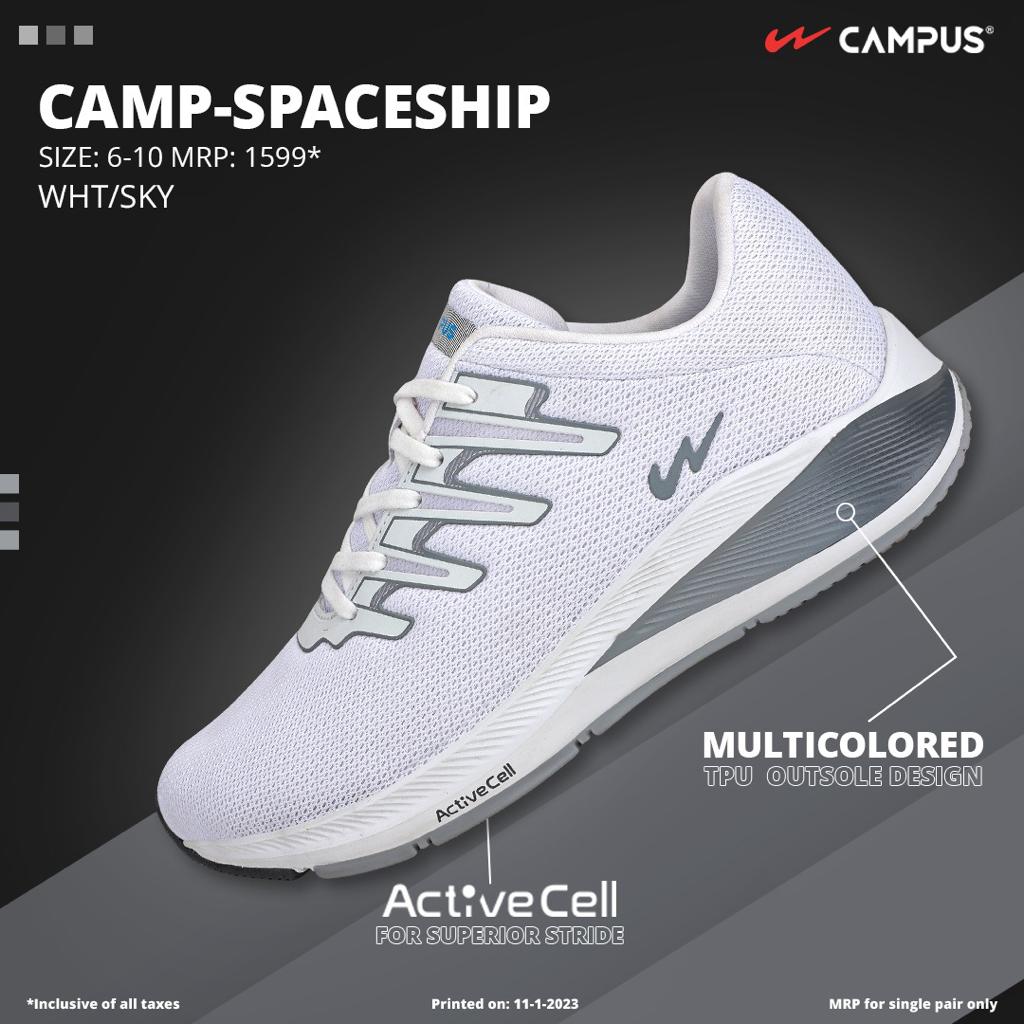 CAMPUS®
CAMP-SPACESHIP
SIZE: 6-10 MRP: 1599*
WHT/SKY
PUS
MULTICOLORED
TPU OUTSOLE DESIGN
ActiveCell
ActiveCell
FOR SUPERIOR STRIDE
*Inclusive of all taxes
Printed on: 11-1-2023
MRP for single pair only